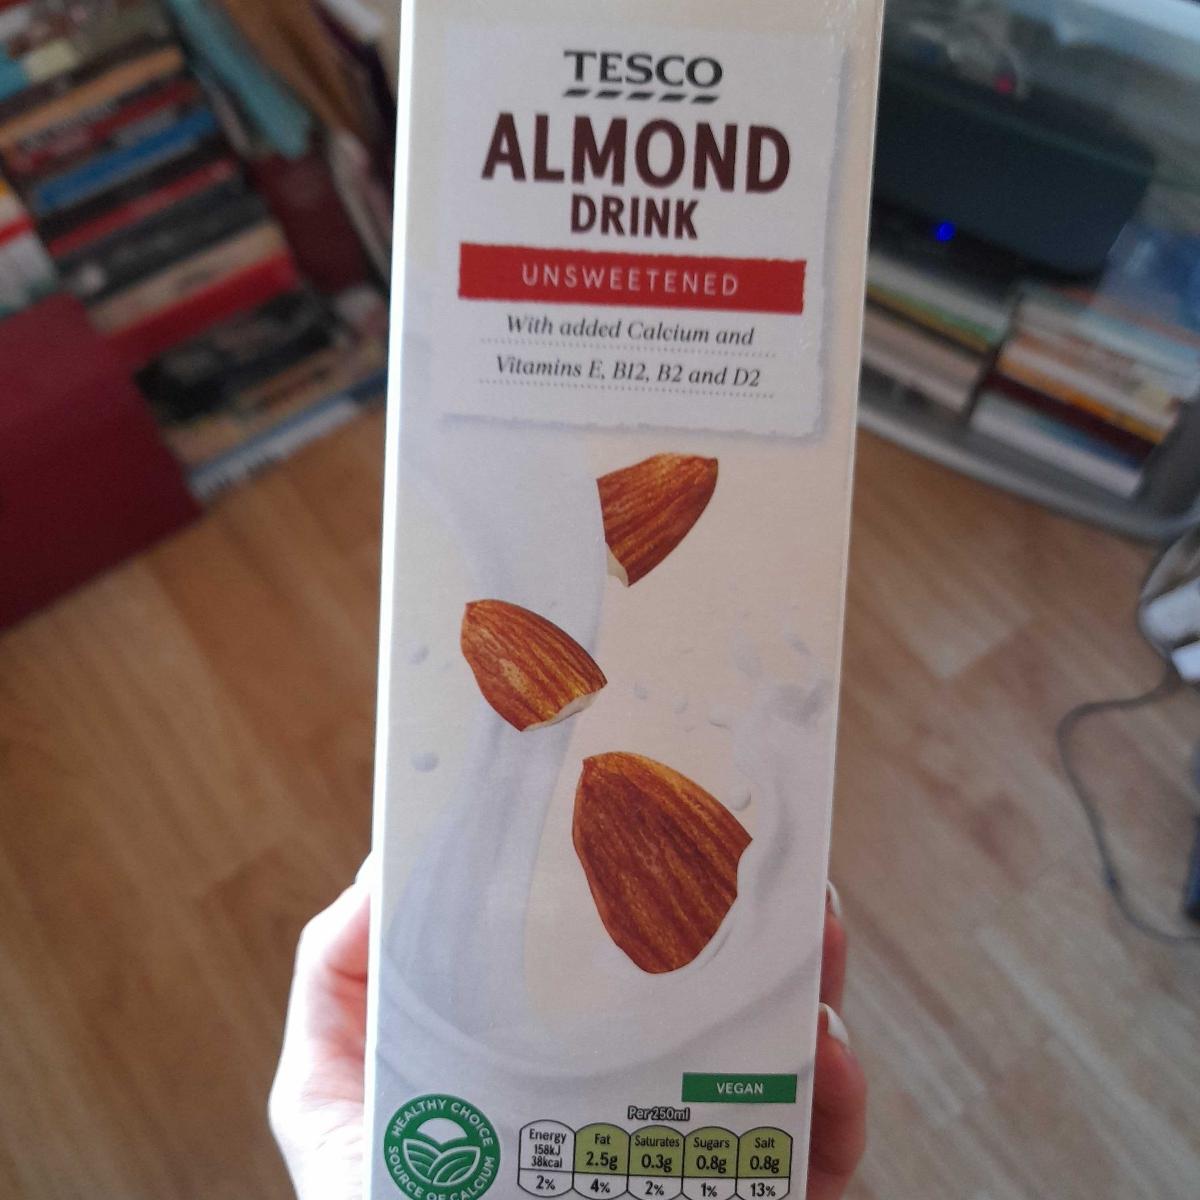 TESCO
ALMOND
DRINK
UNSWEETENED
With added Calcium and
Vitamins E, B12, B2 and D2
VEGAN
HEALTHY CHOICE
SOURCE OF CALCIUM
Per 250ml
Energy 158kJ 38kcal 2%
Fat 2.5g 4%
Saturates 0.3g 2%
Sugars 0.8g 1%
Salt 0.8g 13%